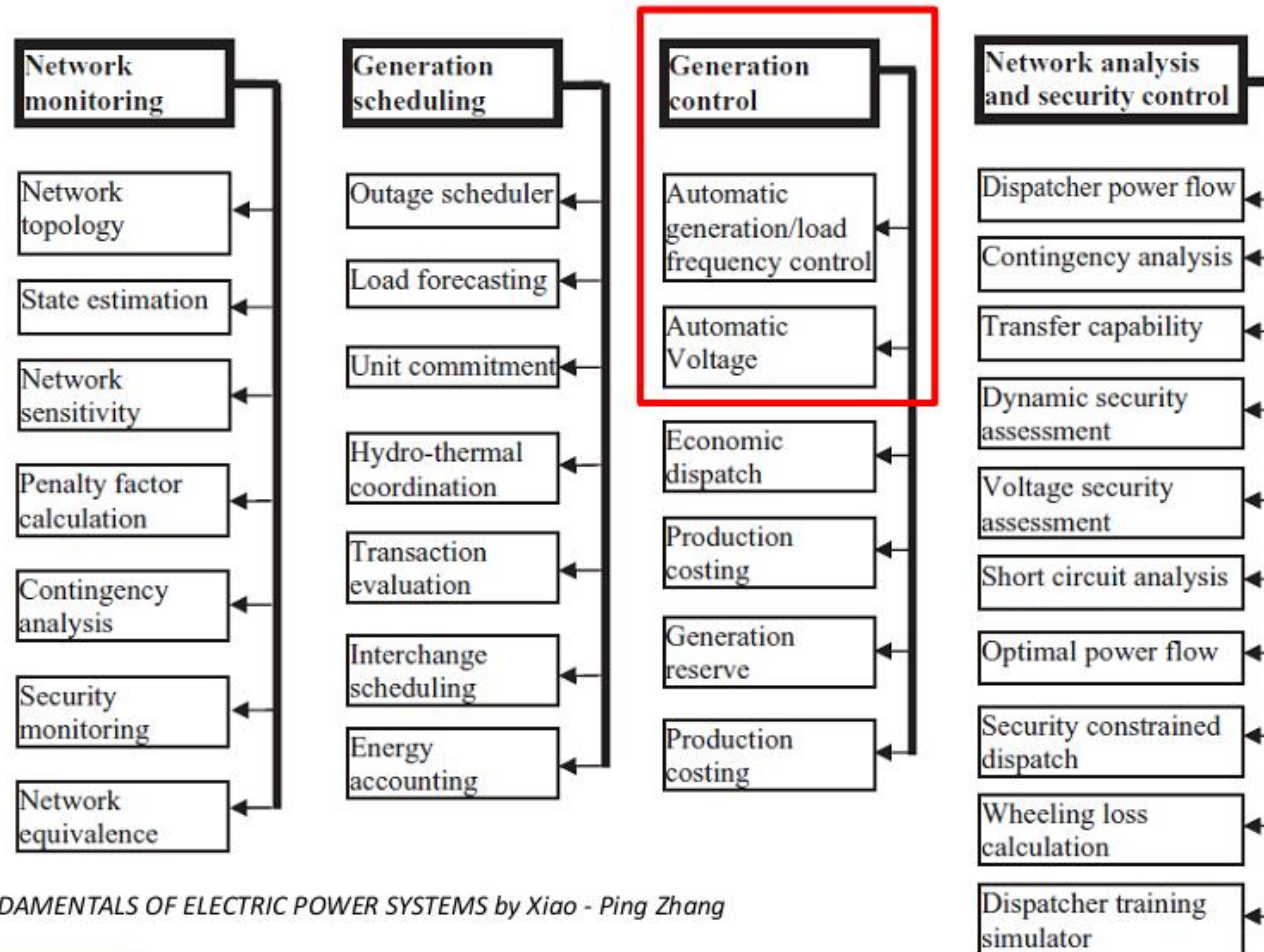 Network
monitoring
Network
topology
State estimation
Network
sensitivity
Penalty factor
calculation
Contingency
analysis
Security
monitoring
Network
equivalence
Generation
scheduling
Outage scheduler
Load forecasting
Unit commitment
Hydro-thermal
coordination
Transaction
evaluation
Interchange
scheduling
Energy
accounting
Generation
control
Automatic
generation/load
frequency control
Automatic
Voltage
Economic
dispatch
Production
costing
Generation
reserve
Production
costing
Network analysis
and security control
Dispatcher power flow
Contingency analysis
Transfer capability
Dynamic security
assessment
Voltage security
assessment
Short circuit analysis
Optimal power flow
Security constrained
dispatch
Wheeling loss
calculation
Dispatcher training
simulator
DAMENTALS OF ELECTRIC POWER SYSTEMS by Xiao - Ping Zhang